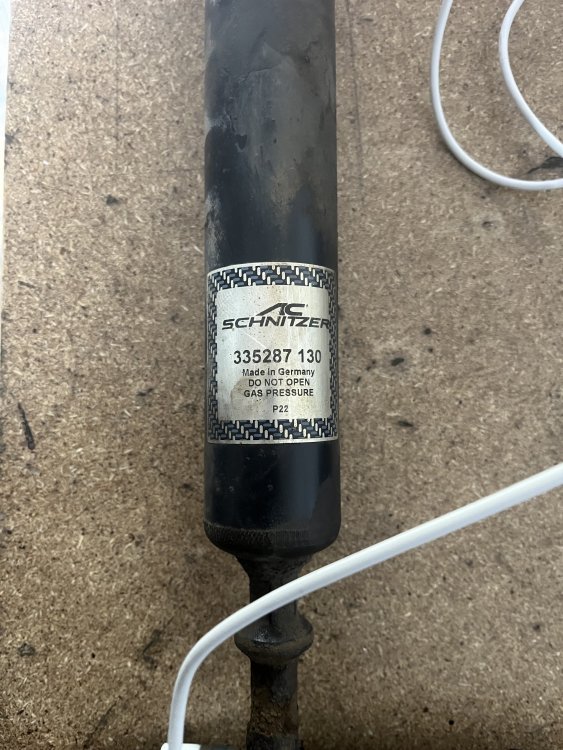 AC
SCHNITZER
335287 130
Made in Germany
DO NOT OPEN
GAS PRESSURE
P22